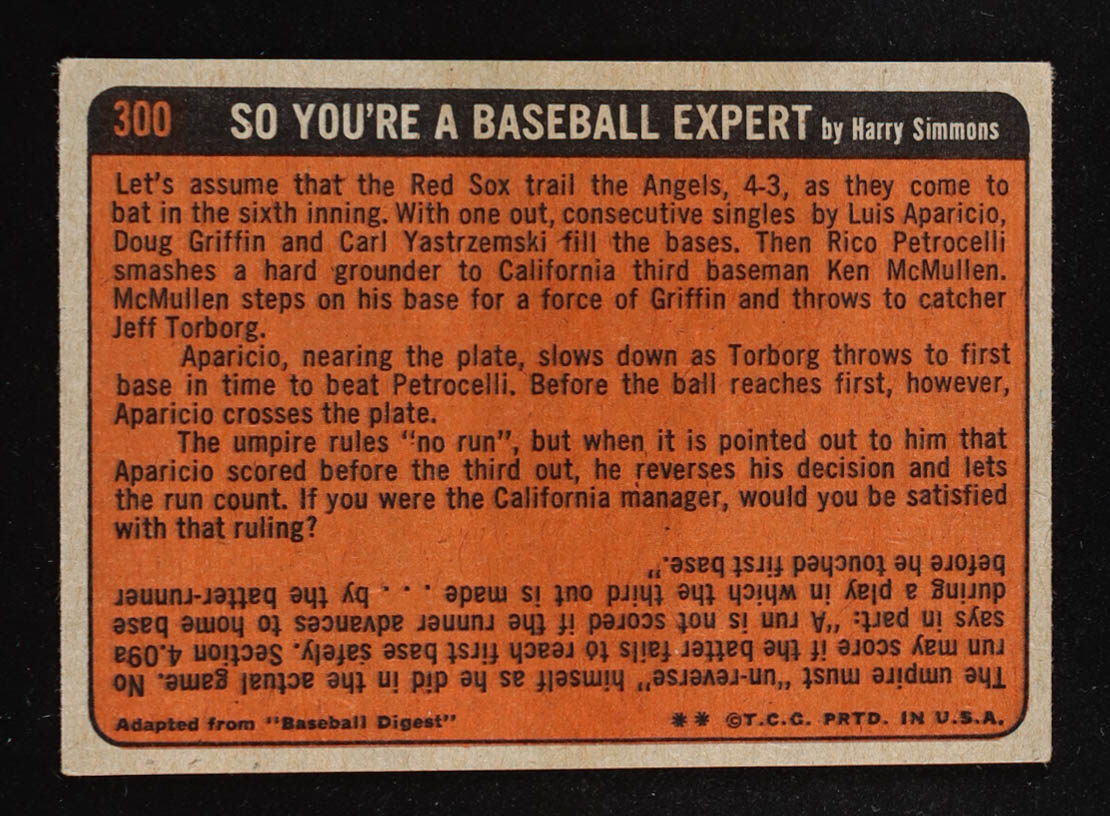 300 SO YOU'RE A BASEBALL EXPERT by Harry Simmons
Let's assume that the Red Sox trail the Angels, 4-3, as they come to
bat in the sixth inning. With one out, consecutive singles by Luis Aparicio,
Doug Griffin and Carl Yastrzemski fill the bases. Then Rico Petrocelli
smashes a hard grounder to California third baseman Ken McMullen.
McMullen steps on his base for a force of Griffin and throws to catcher
Jeff Torborg.
Aparicio, nearing the plate, slows down as Torborg throws to first
base in time to beat Petrocelli. Before the ball reaches first, however,
Aparicio crosses the plate.
The umpire rules "no run", but when it is pointed out to him that
Aparicio scored before the third out, he reverses his decision and lets
the run count. If you were the California manager, would you be satisfied
with that ruling?
The umpire must "un-reverse" himself as he did in the actual game. No
run may score if the batter fails to reach first base safely. Section 4.09a
says in part: "A run is not scored if the runner advances to home base
during a play in which the third out is made . . . by the batter-runner
before he touched first base."
Adapted from "Baseball Digest" ** ©T.C.G. PRTD. IN U.S.A.